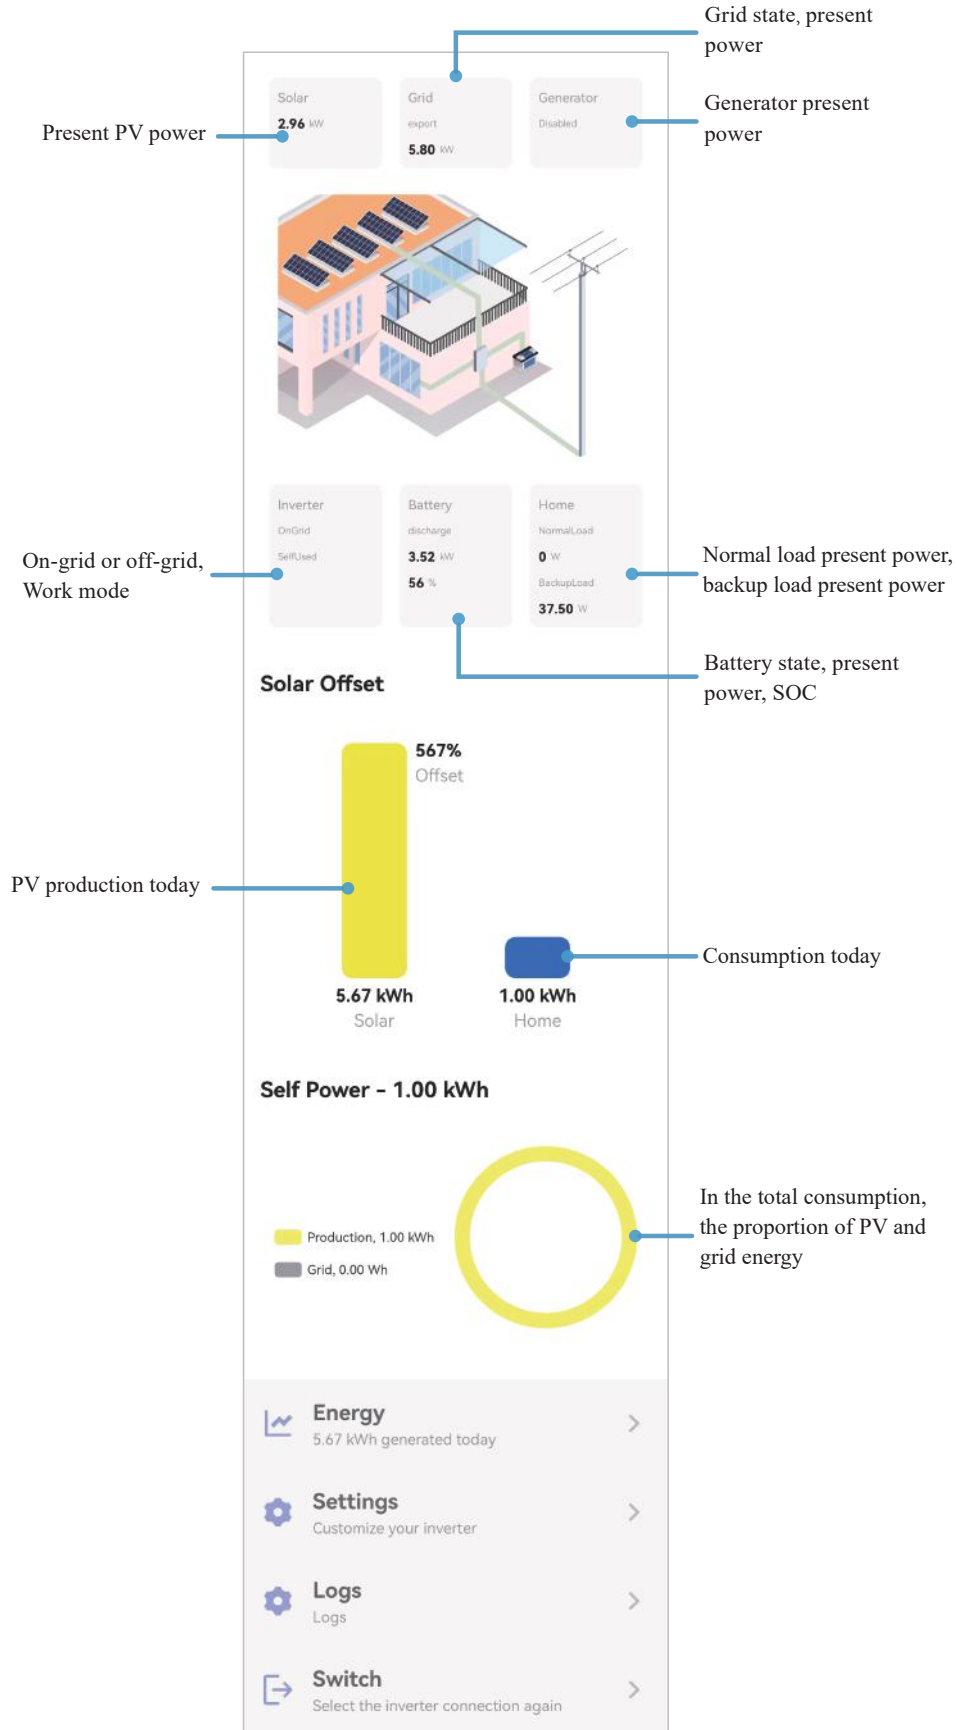 Grid state, present
power
Solar
2.96 kW
Grid
export
5.80 kW
Generator
Disabled
Present PV power
Generator present
power
Inverter
OnGrid
SelfUsed
Battery
discharge
3.52 kW
56 %
Home
NormalLoad
0 W
BackupLoad
37.50 W
On-grid or off-grid,
Work mode
Normal load present power,
backup load present power
Battery state, present
power, SOC
Solar Offset
567%
Offset
PV production today
Consumption today
5.67 kWh
Solar
1.00 kWh
Home
Self Power - 1.00 kWh
Production, 1.00 kWh
Grid, 0.00 Wh
In the total consumption,
the proportion of PV and
grid energy
Energy
5.67 kWh generated today
Settings
Customize your inverter
Logs
Logs
Switch
Select the inverter connection again